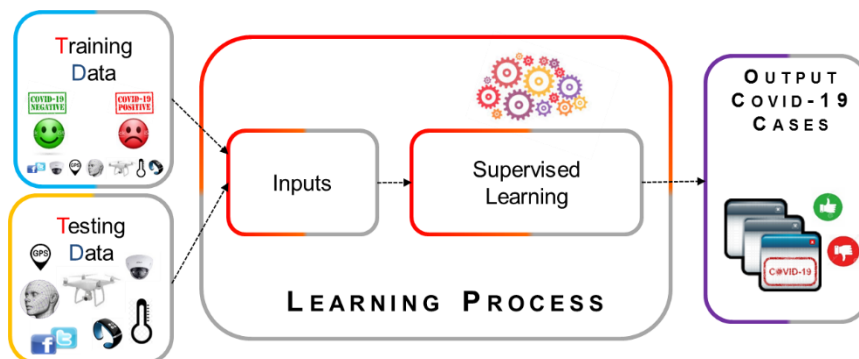 Training
Data
COVID-19
NEGATIVE
COVID-19
POSITIVE
f
GPS
Testing
Data
GPS
f
t
Inputs
Supervised
Learning
LEARNING PROCESS
OUTPUT
COVID-19
CASES
C@VID-19